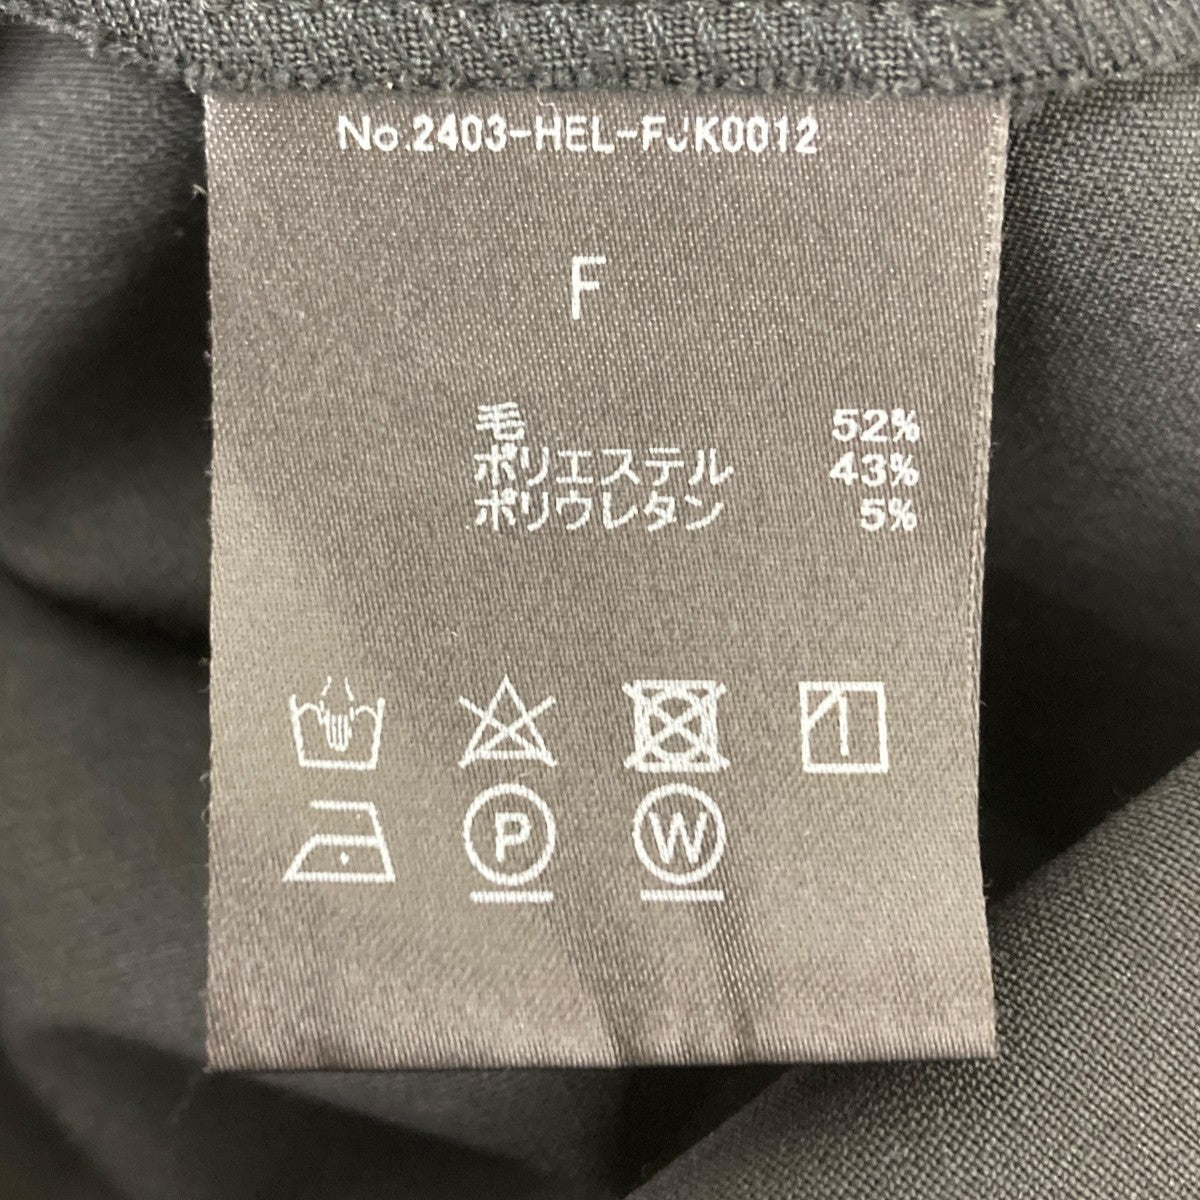 No.2403-HEL-FJK0012
F
毛 52%
ポリエステル 43%
ポリウレタン 5%
P W